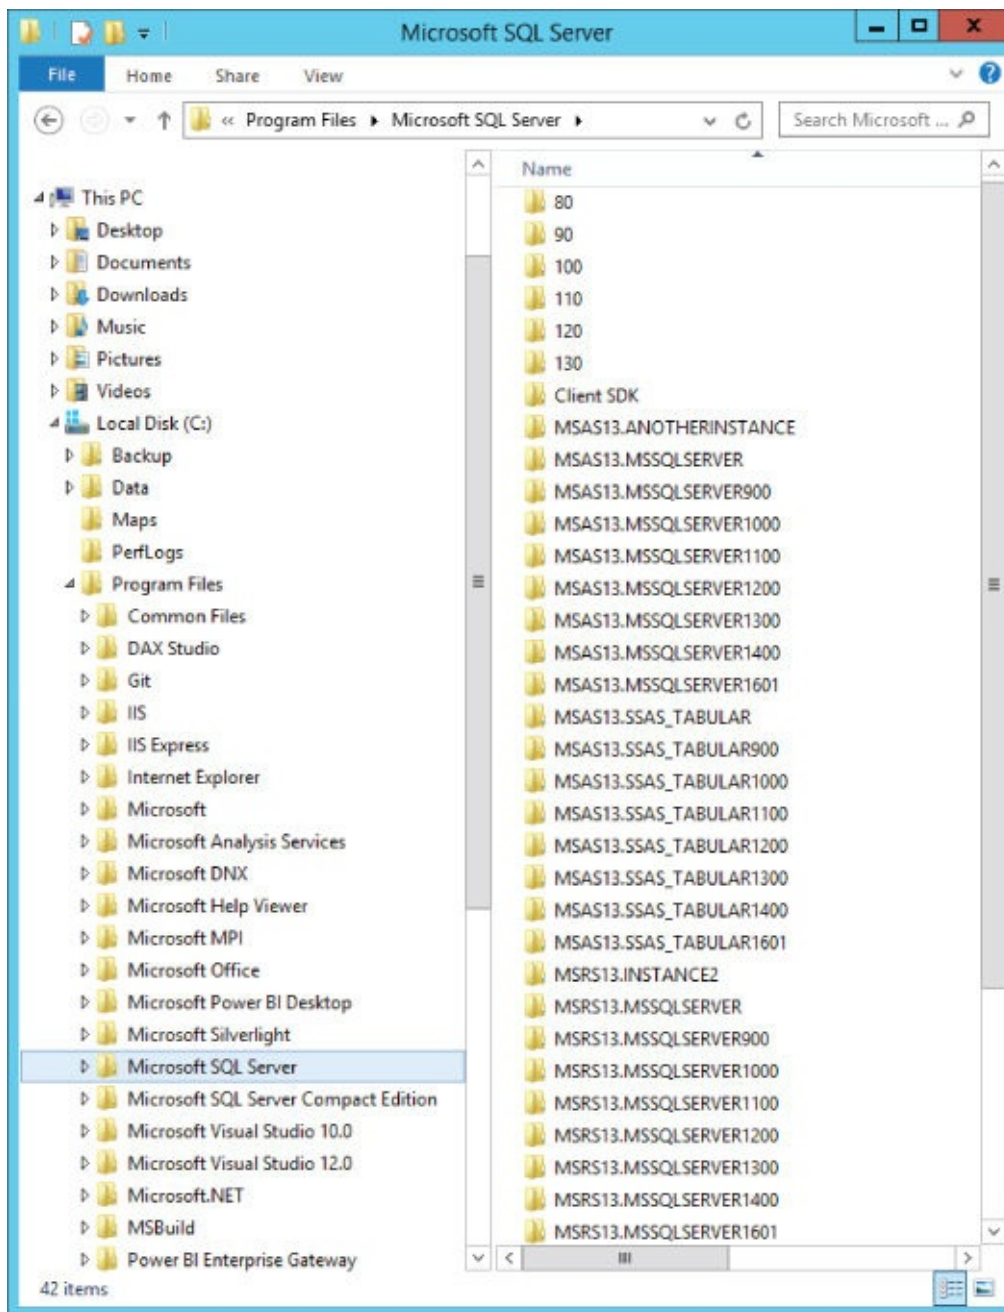 Microsoft SQL Server
File Home Share View
« Program Files Microsoft SQL Server Search Microsoft ...
This PC
Desktop
Documents
Downloads
Music
Pictures
Videos
Local Disk (C:)
Backup
Data
Maps
PerfLogs
Program Files
Common Files
DAX Studio
Git
IIS
IIS Express
Internet Explorer
Microsoft
Microsoft Analysis Services
Microsoft DNX
Microsoft Help Viewer
Microsoft MPI
Microsoft Office
Microsoft Power BI Desktop
Microsoft Silverlight
Microsoft SQL Server
Microsoft SQL Server Compact Edition
Microsoft Visual Studio 10.0
Microsoft Visual Studio 12.0
Microsoft.NET
MSBuild
Power BI Enterprise Gateway
Name
80
90
100
110
120
130
Client SDK
MSAS13.ANOTHERINSTANCE
MSAS13.MSSQLSERVER
MSAS13.MSSQLSERVER900
MSAS13.MSSQLSERVER1000
MSAS13.MSSQLSERVER1100
MSAS13.MSSQLSERVER1200
MSAS13.MSSQLSERVER1300
MSAS13.MSSQLSERVER1400
MSAS13.MSSQLSERVER1601
MSAS13.SSAS_TABULAR
MSAS13.SSAS_TABULAR900
MSAS13.SSAS_TABULAR1000
MSAS13.SSAS_TABULAR1100
MSAS13.SSAS_TABULAR1200
MSAS13.SSAS_TABULAR1300
MSAS13.SSAS_TABULAR1400
MSAS13.SSAS_TABULAR1601
MSRS13.INSTANCE2
MSRS13.MSSQLSERVER
MSRS13.MSSQLSERVER900
MSRS13.MSSQLSERVER1000
MSRS13.MSSQLSERVER1100
MSRS13.MSSQLSERVER1200
MSRS13.MSSQLSERVER1300
MSRS13.MSSQLSERVER1400
MSRS13.MSSQLSERVER1601
42 items